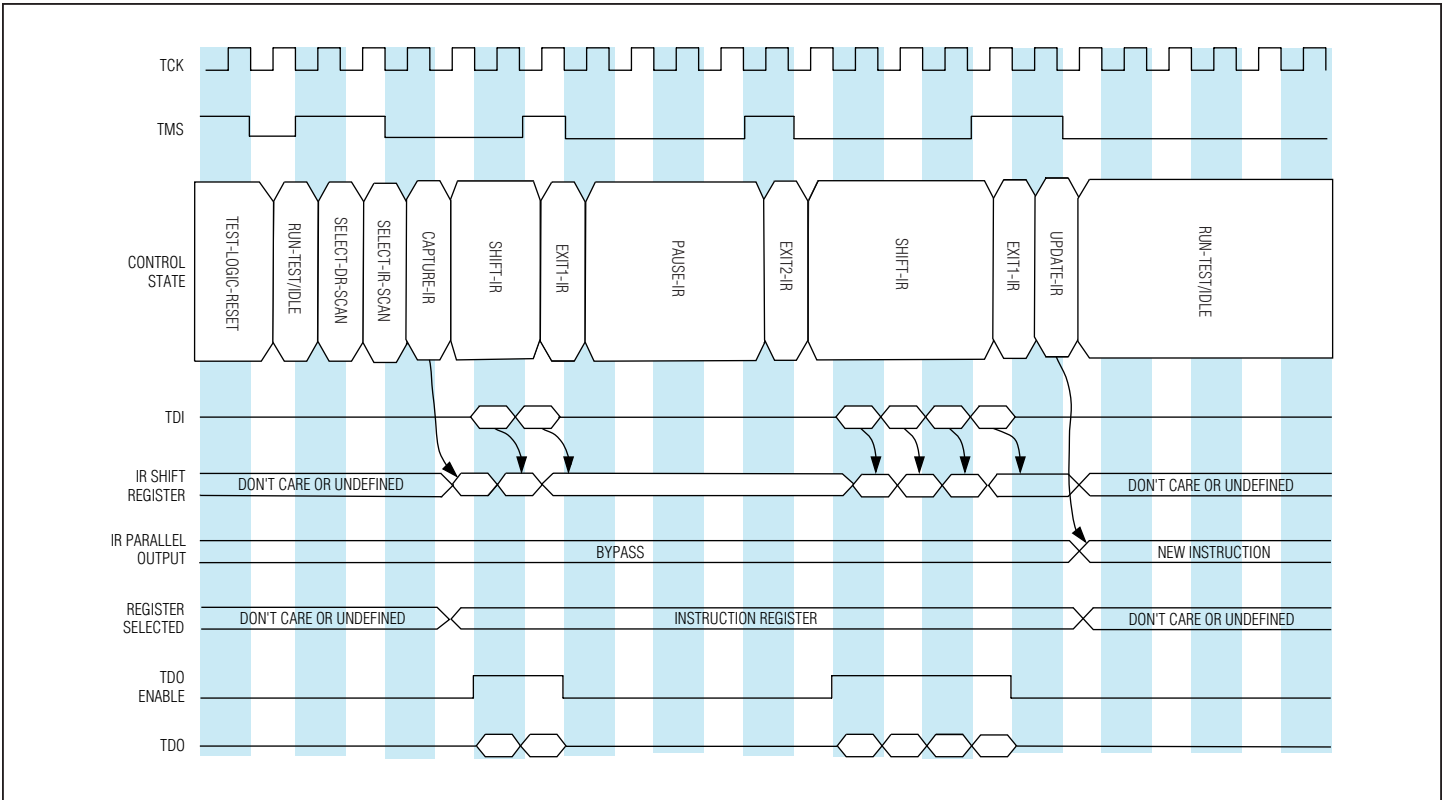 TCK
TMS
CONTROL
STATE
TEST-LOGIC-RESET
RUN-TEST/IDLE
SELECT-DR-SCAN
SELECT-IR-SCAN
CAPTURE-IR
SHIFT-IR
EXIT1-IR
PAUSE-IR
EXIT2-IR
SHIFT-IR
EXIT1-IR
UPDATE-IR
RUN-TEST/IDLE
TDI
IR SHIFT
REGISTER
DON'T CARE OR UNDEFINED
DON'T CARE OR UNDEFINED
IR PARALLEL
OUTPUT
BYPASS
NEW INSTRUCTION
REGISTER
SELECTED
DON'T CARE OR UNDEFINED
INSTRUCTION REGISTER
DON'T CARE OR UNDEFINED
TDO
ENABLE
TDO